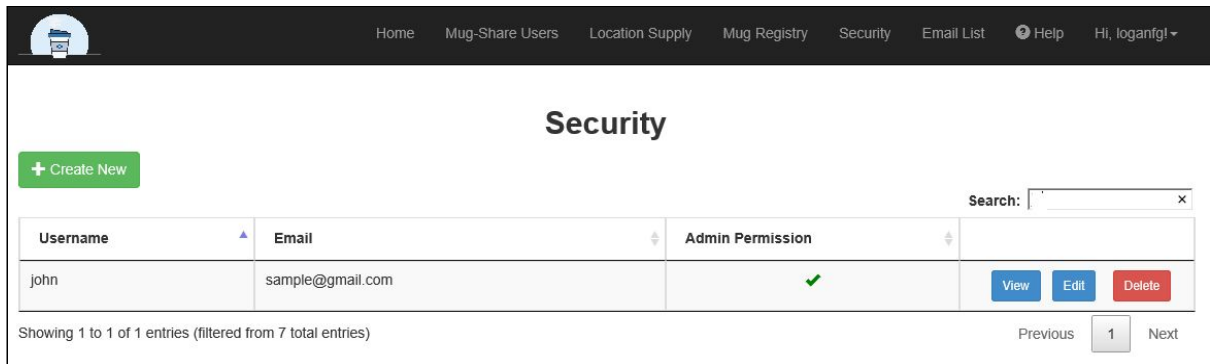 Home Mug-Share Users Location Supply Mug Registry Security Email List Help Hi, loganfg!
Security
Create New
Search:
Username Email Admin Permission
john sample@gmail.com View Edit Delete
Showing 1 to 1 of 1 entries (filtered from 7 total entries) Previous 1 Next